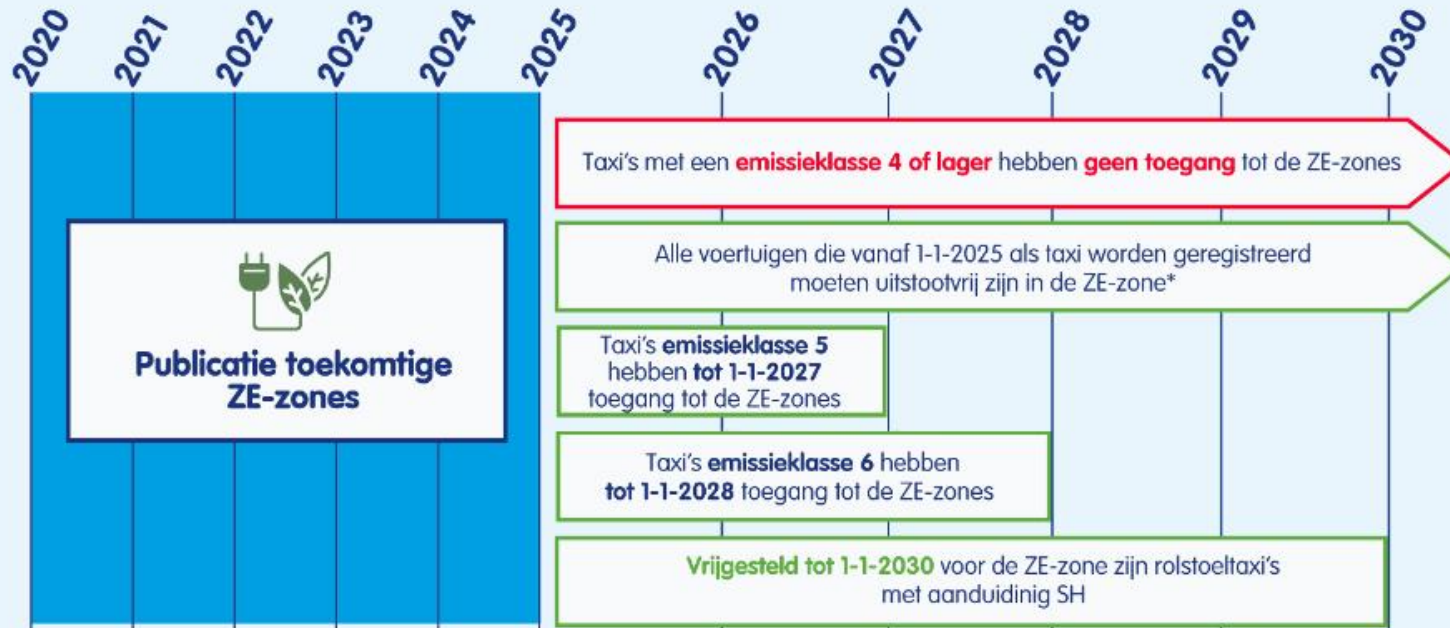 2020
2021
2022
2023
2024
2025
2026
2027
2028
2029
2030
Taxi's met een emissieklasse 4 of lager hebben geen toegang tot de ZE-zones
Alle voertuigen die vanaf 1-1-2025 als taxi worden geregistreerd
moeten uitstootvrij zijn in de ZE-zone*
Publicatie toekomtige
ZE-zones
Taxi's emissieklasse 5
hebben tot 1-1-2027
toegang tot de ZE-zones
Taxi's emissieklasse 6 hebben
tot 1-1-2028 toegang tot de ZE-zones
Vrijgesteld tot 1-1-2030 voor de ZE-zone zijn rolstoeltaxi's
met aanduidinig SH